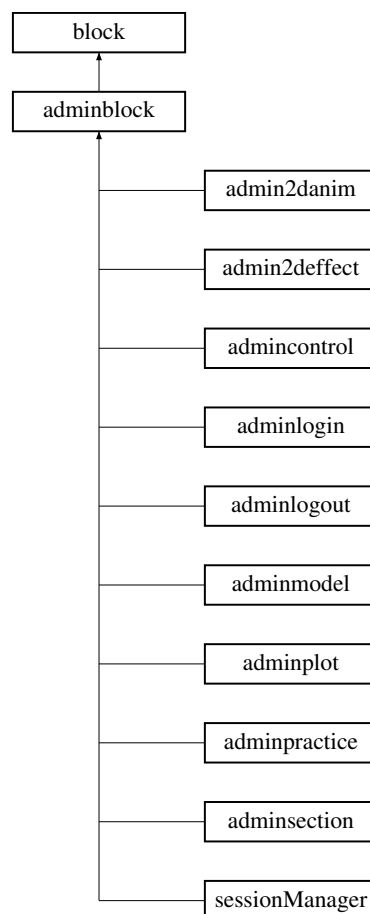 block
adminblock
admin2danim
admin2deffect
admincontrol
adminlogin
adminlogout
adminmodel
adminplot
adminpractice
adminsection
sessionManager